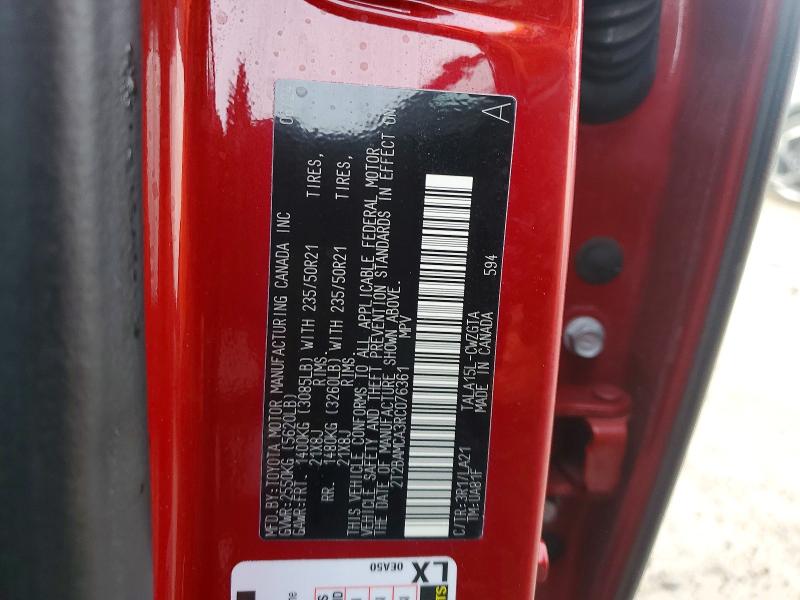 MFD.BY:TOYOTA MOTOR MANUFACTURING CANADA INC
GVWR:2550KG (5620LB)
GAWR:FRT. 1400KG (3085LB) WITH 235/50R21 TIRES,
21X8J RIMS,
RR. 1480KG (3260LB) WITH 235/50R21 TIRES,
21X8J RIMS.
THIS VEHICLE CONFORMS TO ALL APPLICABLE FEDERAL MOTOR
VEHICLE SAFETY AND THEFT PREVENTION STANDARDS IN EFFECT ON
THE DATE OF MANUFACTURE SHOWN ABOVE.
2T2BAMCA3RC076361 MPV
C/TR:3R1/LA21 TALA15L-CWZGTA 594 A
TM:UA81F MADE IN CANADA
LX
0EA50